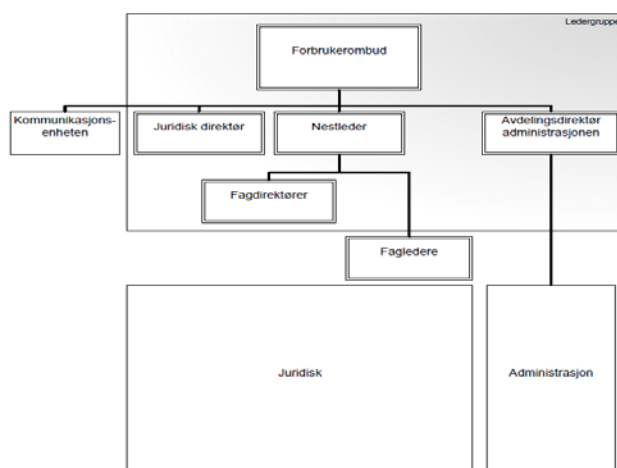 Ledergruppe
Forbrukerombud
Kommunikasjons-
enheten
Juridisk direktør
Nestleder
Avdelingsdirektør
administrasjonen
Fagdirektører
Fagledere
Juridisk
Administrasjon